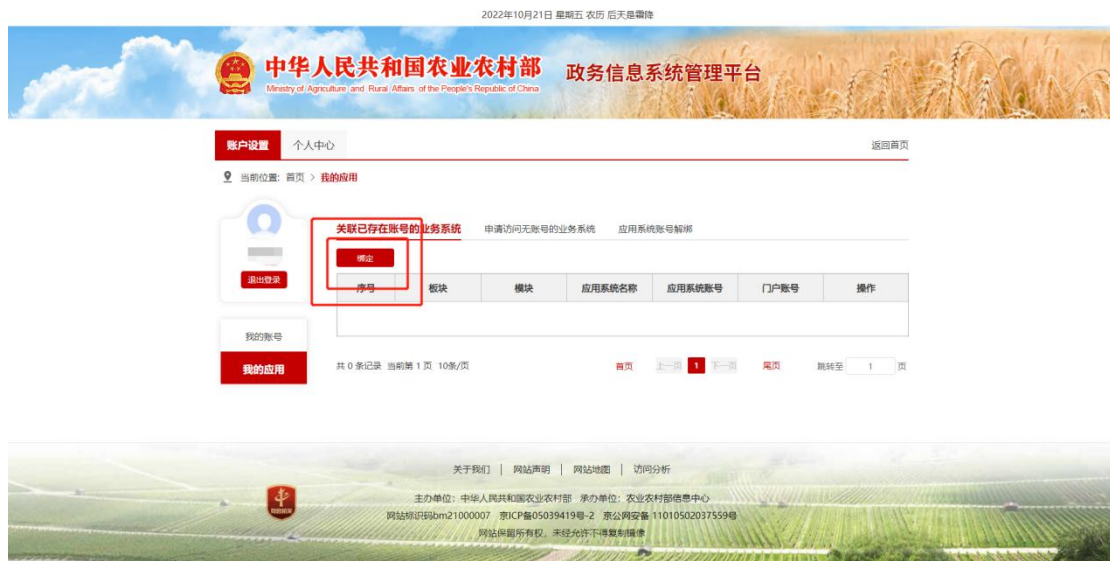 2022年10月21日 星期五 农历 后天是霜降
中华人民共和国农业农村部 政务信息系统管理平台
Ministry of Agriculture and Rural Affairs of the People's Republic of China
账户设置 个人中心 返回首页
当前位置: 首页 > 我的应用
关联已存在账号的业务系统 申请访问无账号的业务系统 应用系统账号解绑
绑定
退出登录
序号 板块 模块 应用系统名称 应用系统账号 门户账号 操作
我的账号
我的应用
共 0 条记录 当前第 1 页 10条/页 首页 上一页 1 下一页 尾页 跳转至 1 页
关于我们 | 网站声明 | 网站地图 | 访问分析
主办单位: 中华人民共和国农业农村部 承办单位: 农业农村部信息中心
网站标识码bm21000007 京ICP备05039419号-2 京公网安备 11010502037559号
网站保留所有权, 未经允许不得复制镜像